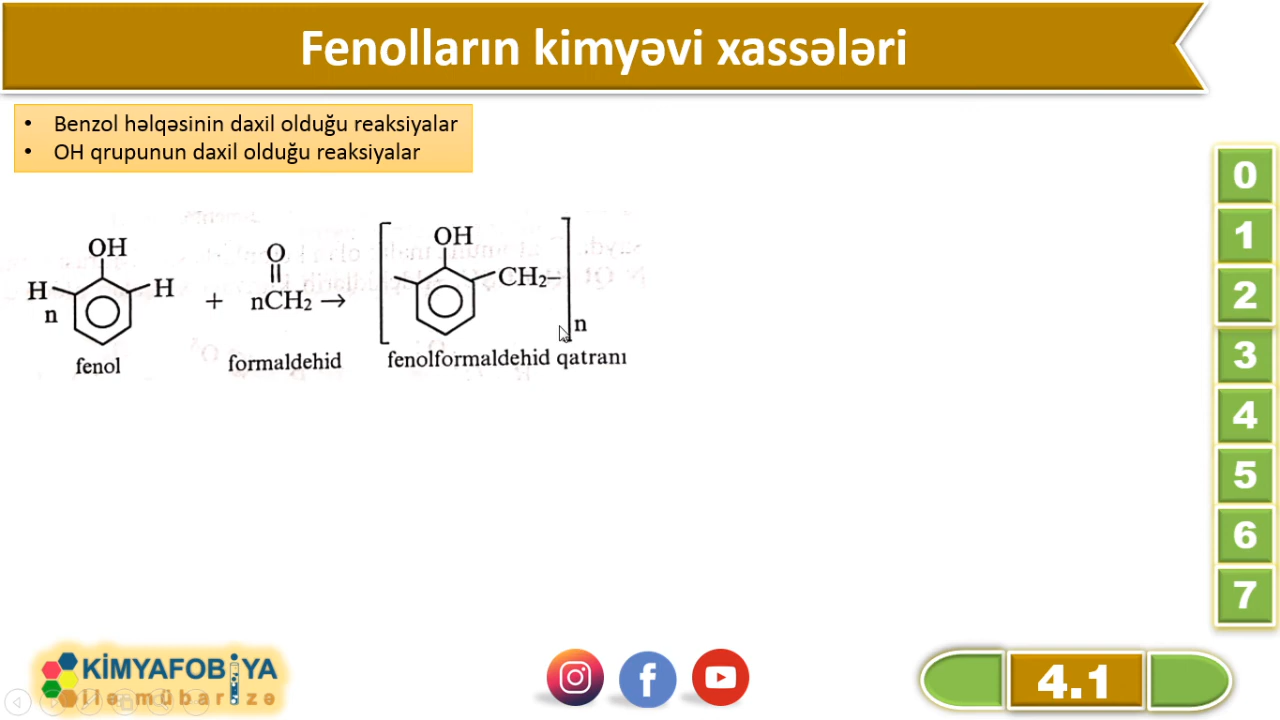 Fenolların kimyəvi xassələri
• Benzol həlqəsinin daxil olduğu reaksiyalar
• OH qrupunun daxil olduğu reaksiyalar
OH
H
H
n
fenol
+
O
nCH₂ →
formaldehid
OH
CH₂–
n
fenolformaldehid qatranı
0
1
2
3
4
5
6
7
KİMYAFOBİYA
ilə mübarizə
4.1